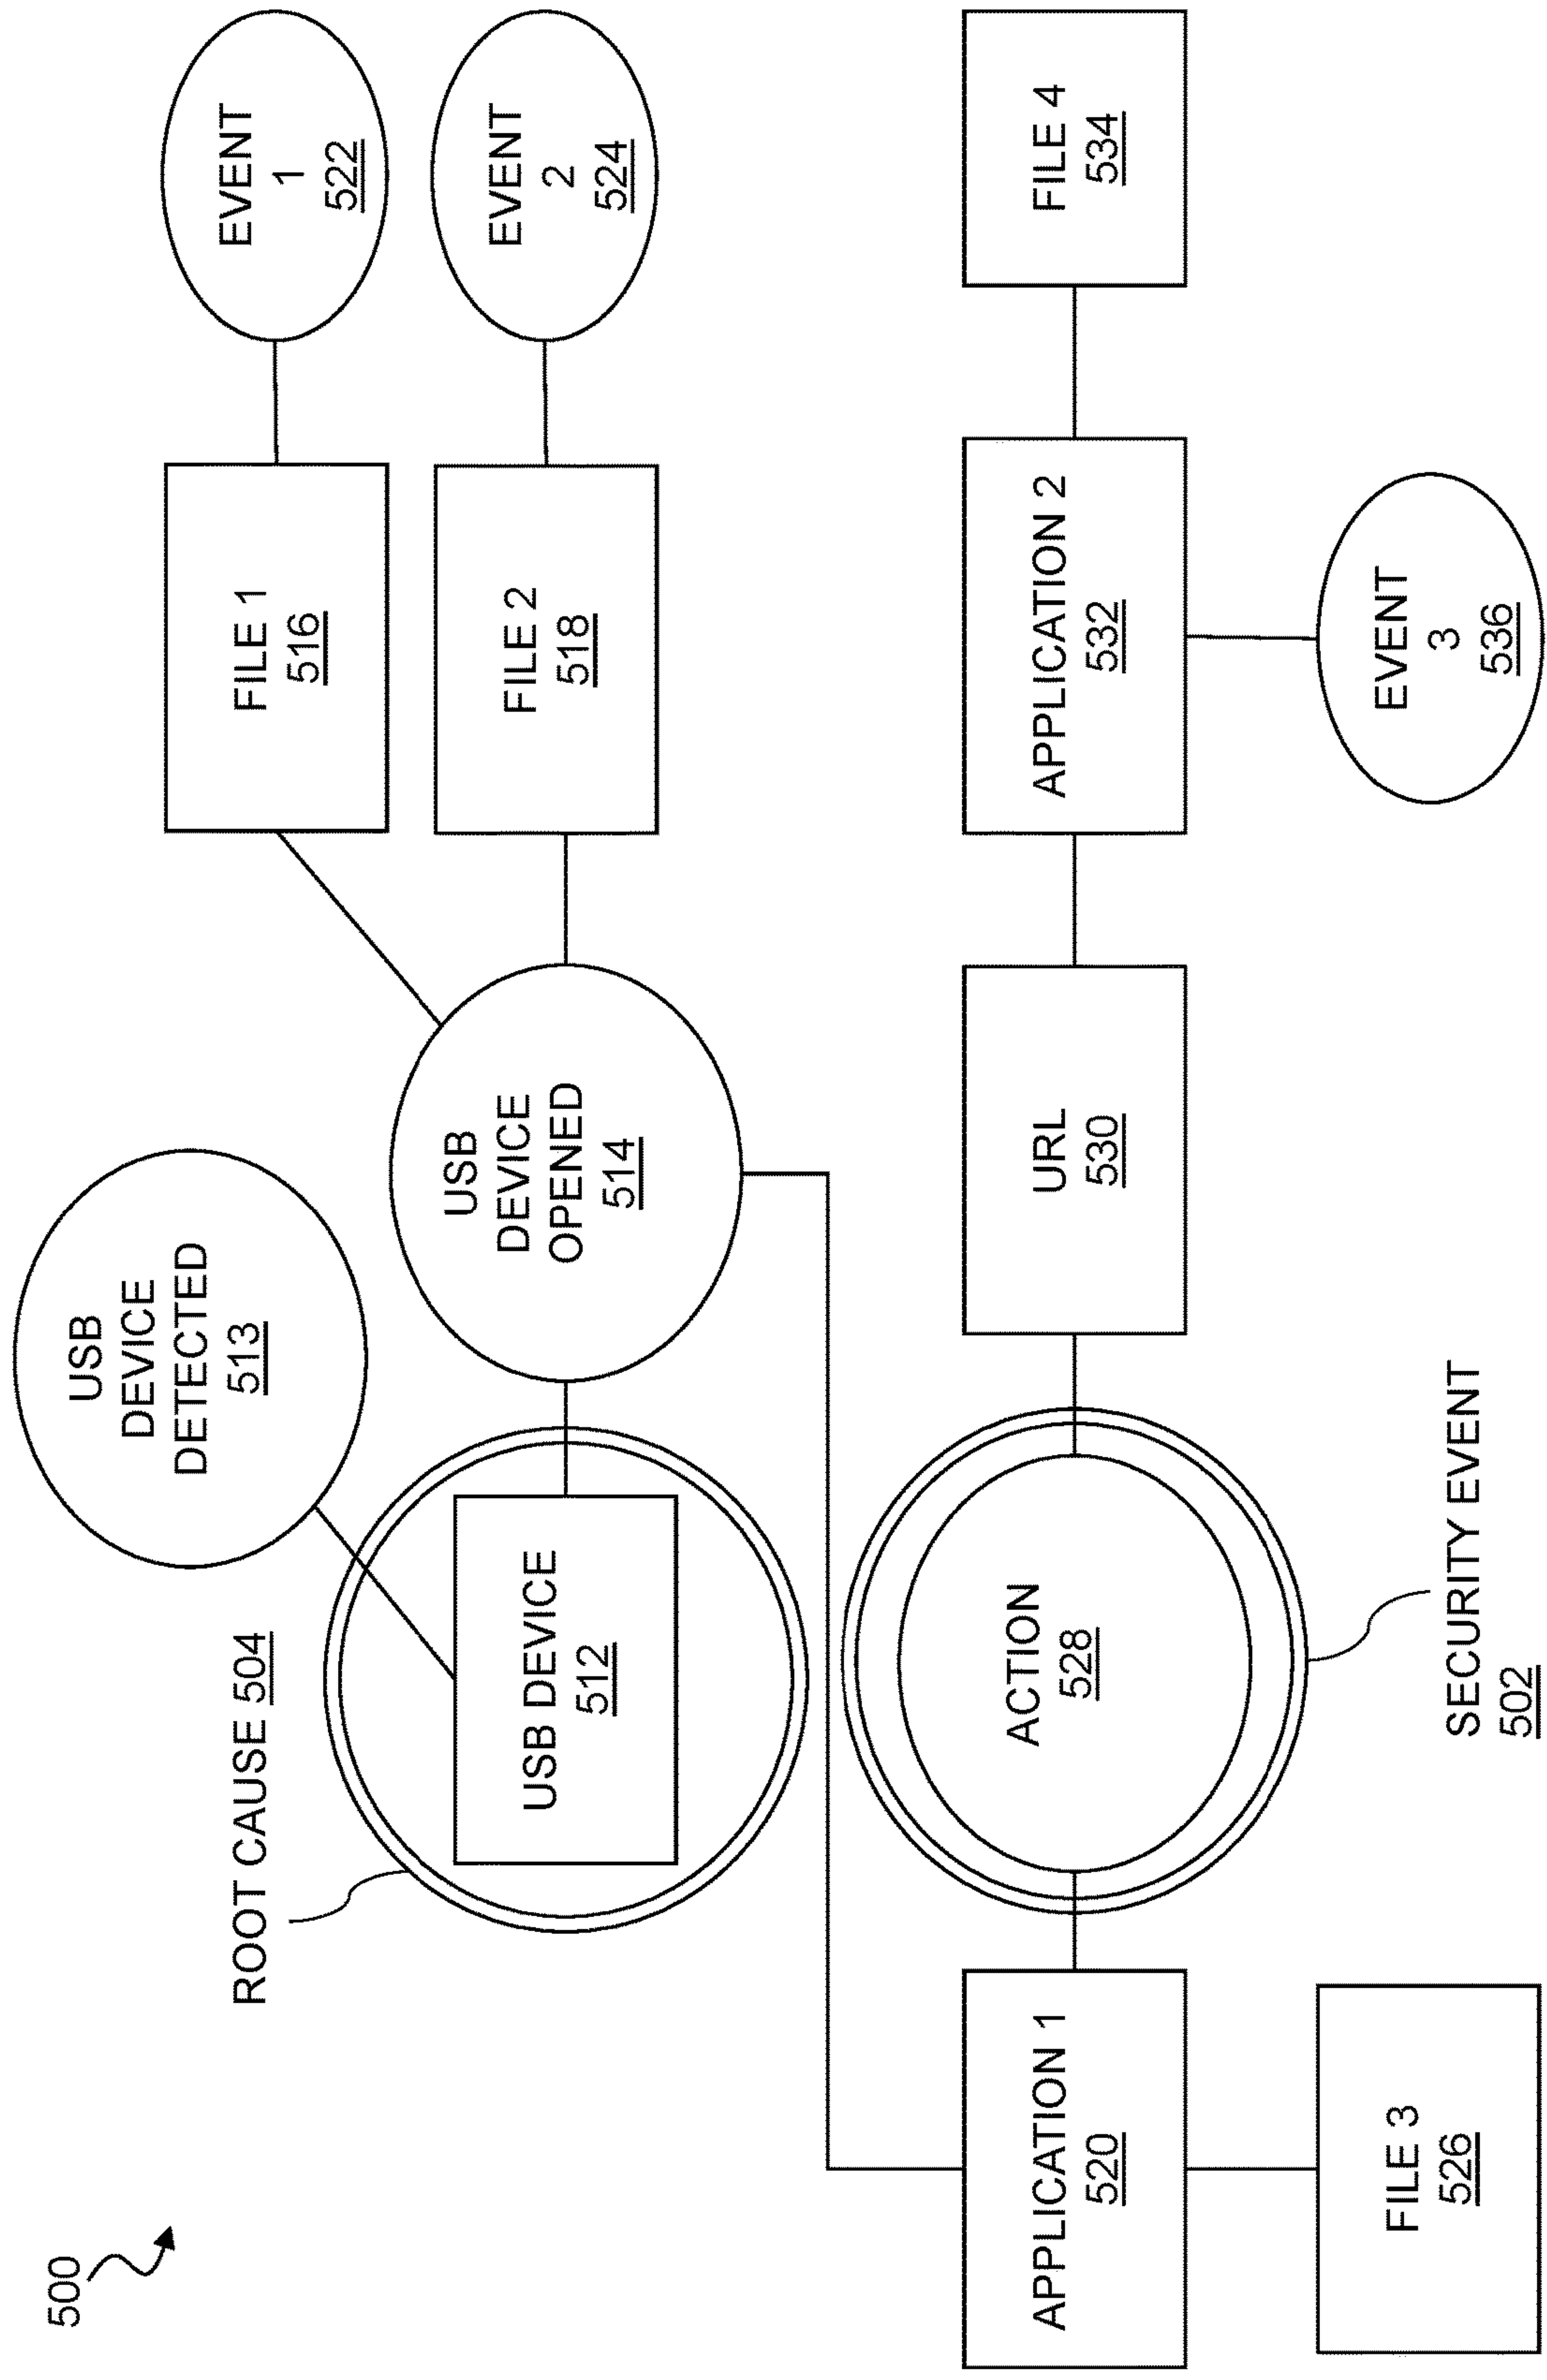 500
ROOT CAUSE 504
USB
DEVICE
DETECTED
513
USB DEVICE
512
USB
DEVICE
OPENED
514
FILE 1
516
EVENT
1
522
FILE 2
518
EVENT
2
524
APPLICATION 1
520
ACTION
528
URL
530
APPLICATION 2
532
FILE 4
534
FILE 3
526
SECURITY EVENT
502
EVENT
3
536